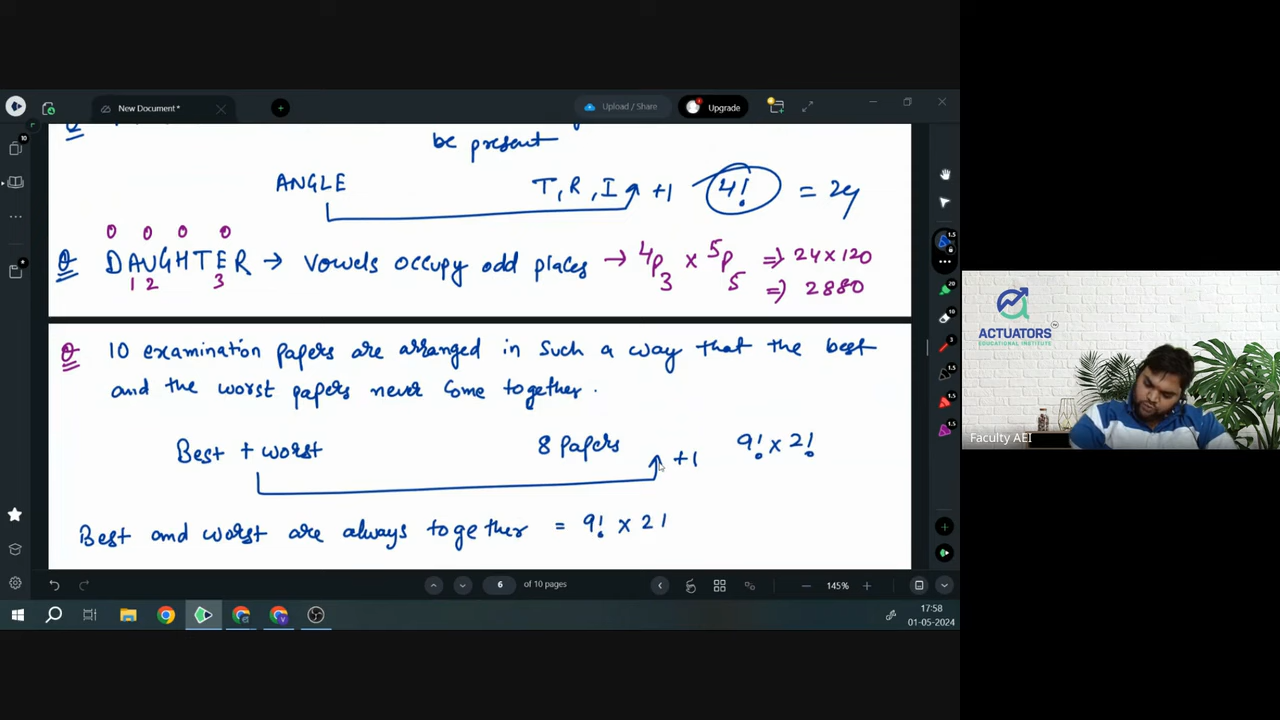 New Document*
Upload / Share
Upgrade
be present
ANGLE T, R, I +1 4! = 24
0 0 0 0
Q DAUGHTER → Vowels occupy odd places → 4P3 x 5P5 => 24 x 120
1 2 3 => 2880
Q 10 examination papers are arranged in such a way that the best
and the worst papers never come together.
Best + worst 8 Papers +1 9! x 2!
Best and worst are always together = 9! x 2!
6 of 10 pages
145%
17:58
01-05-2024
ACTUATORS
EDUCATIONAL INSTITUTE
Faculty AEI